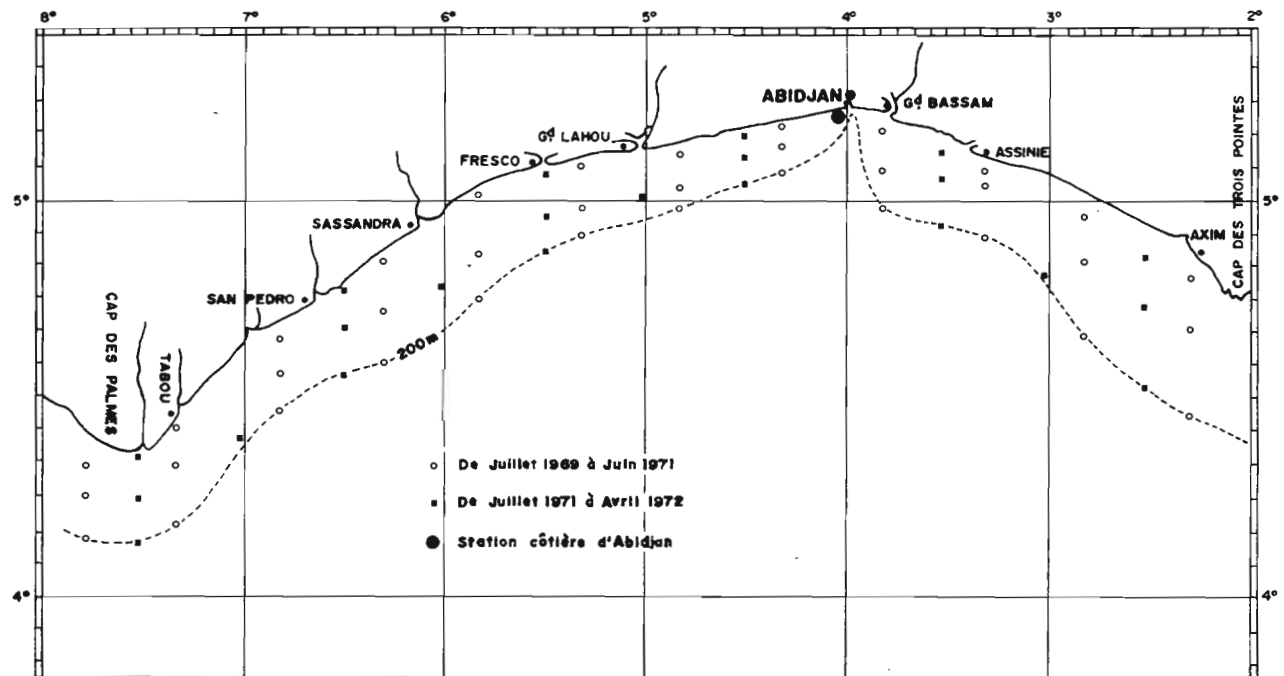 8° 7° 6° 5° 4° 3° 2°
ABIDJAN
Gd BASSAM
Gd LAHOU
FRESCO
ASSINIE
CAP DES TROIS POINTES
5° 5°
SASSANDRA
AXIM
SAN PEDRO
CAP DES PALMES
TABOU
200 m
De Juillet 1969 à Juin 1971
De Juillet 1971 à Avril 1972
Station côtière d'Abidjan
4° 4°